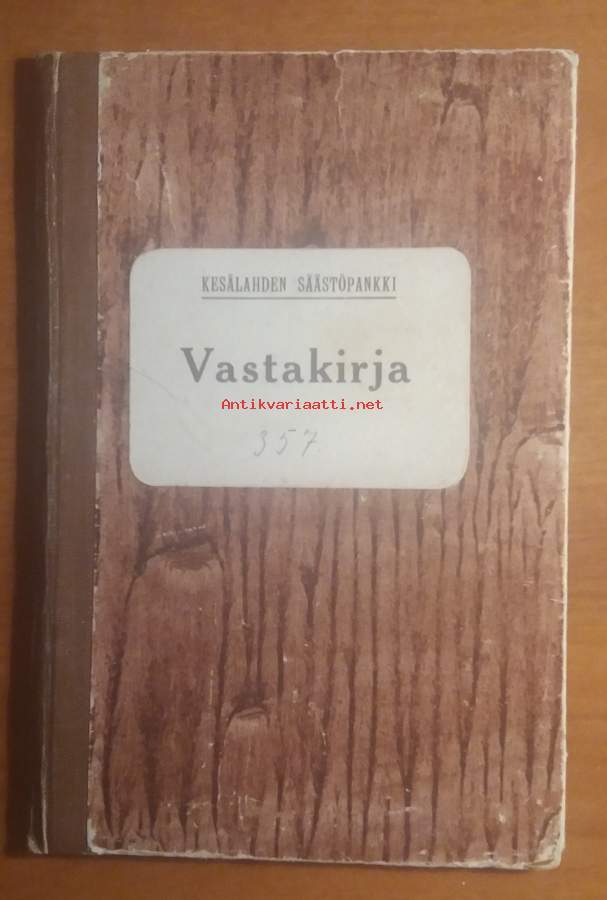 KESÄLAHDEN SÄÄSTÖPANKKI
Vastakirja
Antikvariaatti.net
357